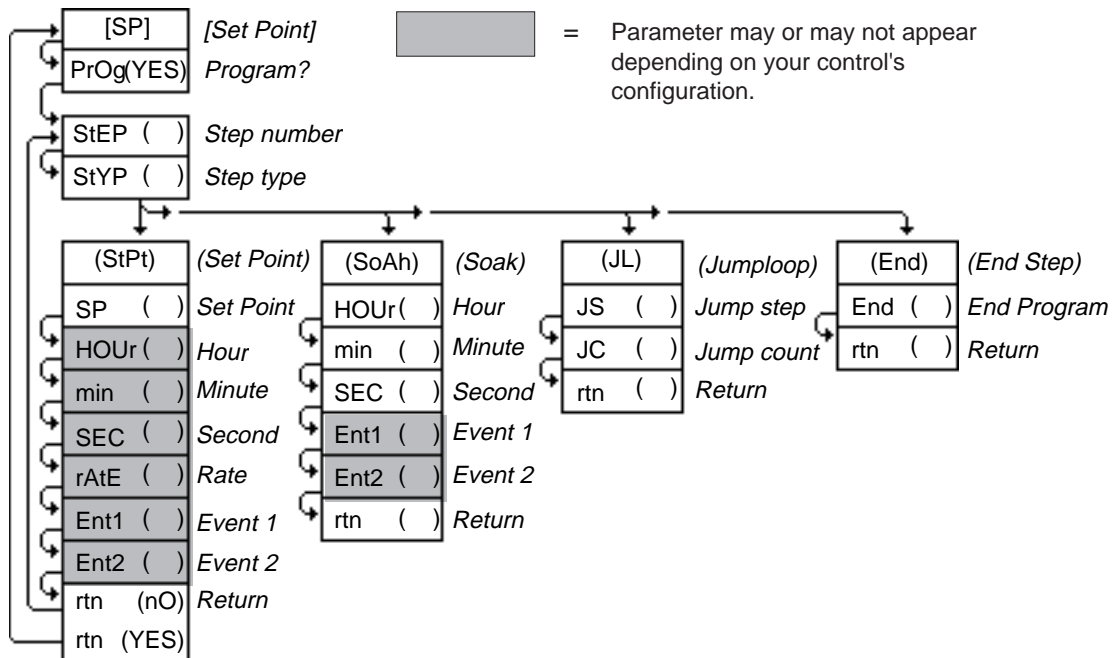 [SP] [Set Point]
PrOg(YES) Program?
= Parameter may or may not appear
depending on your control's
configuration.
StEP ( ) Step number
StYP ( ) Step type
(StPt) (Set Point)
SP ( ) Set Point
HOUr ( ) Hour
min ( ) Minute
SEC ( ) Second
rAtE ( ) Rate
Ent1 ( ) Event 1
Ent2 ( ) Event 2
rtn (nO) Return
rtn (YES)
(SoAh) (Soak)
HOUr ( ) Hour
min ( ) Minute
SEC ( ) Second
Ent1 ( ) Event 1
Ent2 ( ) Event 2
rtn ( ) Return
(JL) (Jumploop)
JS ( ) Jump step
JC ( ) Jump count
rtn ( ) Return
(End) (End Step)
End ( ) End Program
rtn ( ) Return